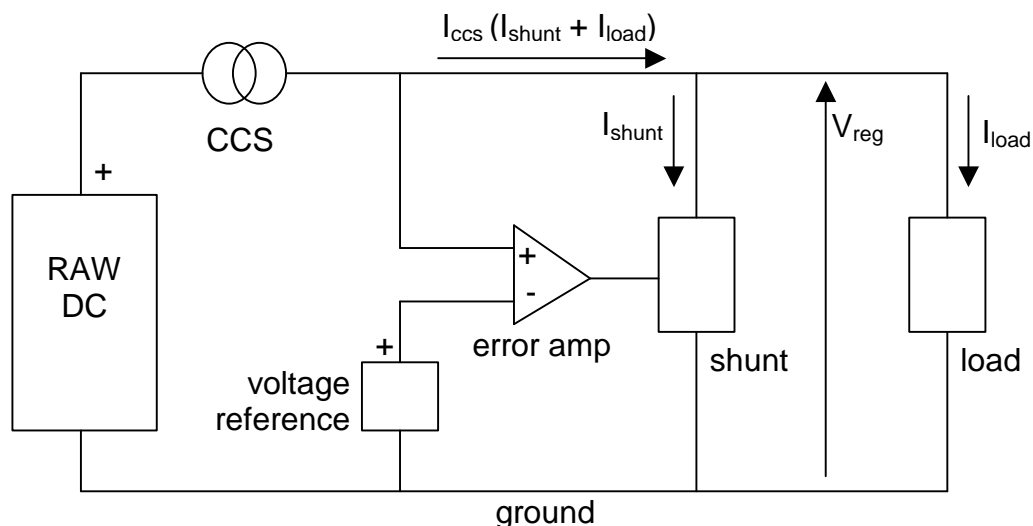 Iccs (Ishunt + Iload)
CCS
Ishunt
Vreg
Iload
+
RAW
DC
+
-
error amp
+
voltage
reference
shunt
load
ground